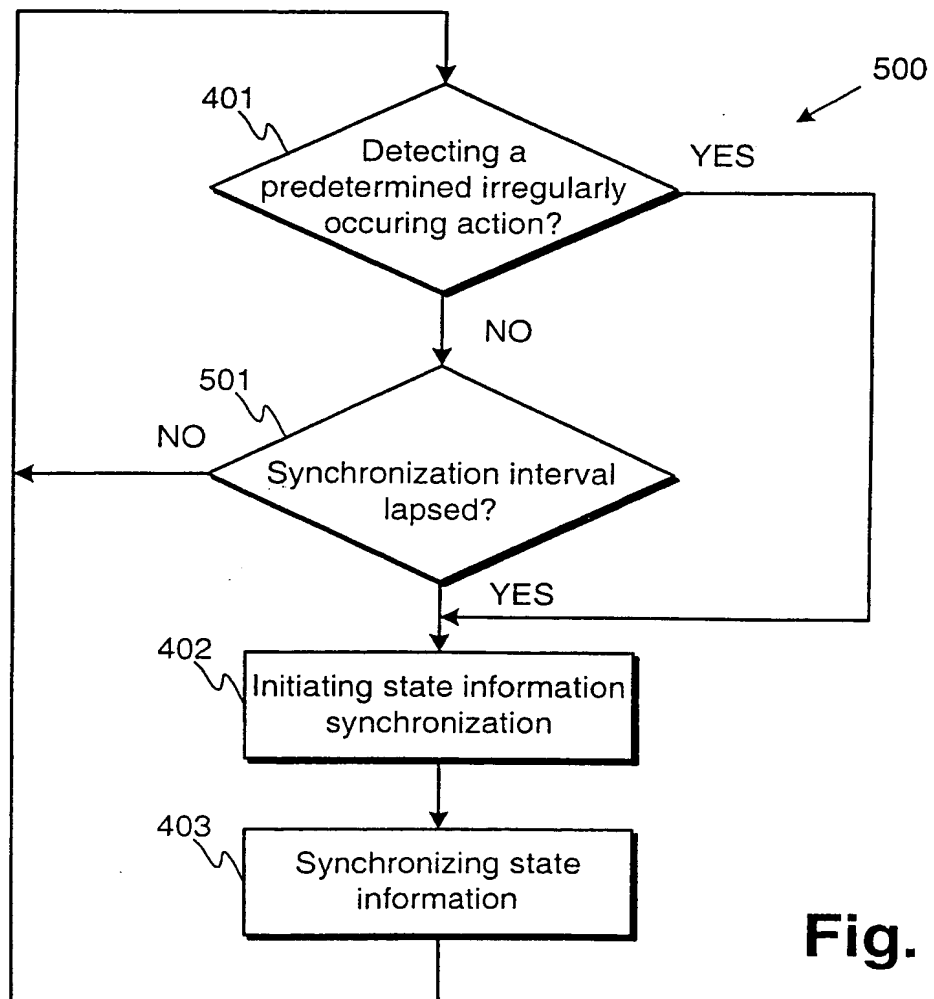 500
401
Detecting a
predetermined irregularly
occuring action?
YES
NO
501
NO
Synchronization interval
lapsed?
YES
402
Initiating state information
synchronization
403
Synchronizing state
information
Fig.